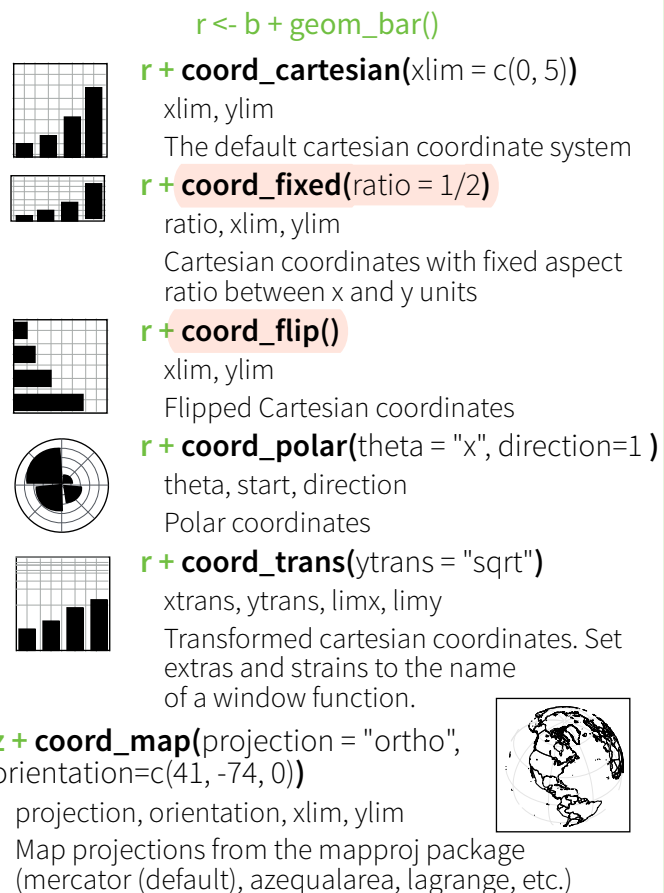 r <- b + geom_bar()
r + coord_cartesian(xlim = c(0, 5))
xlim, ylim
The default cartesian coordinate system
r + coord_fixed(ratio = 1/2)
ratio, xlim, ylim
Cartesian coordinates with fixed aspect
ratio between x and y units
r + coord_flip()
xlim, ylim
Flipped Cartesian coordinates
r + coord_polar(theta = "x", direction=1 )
theta, start, direction
Polar coordinates
r + coord_trans(ytrans = "sqrt")
xtrans, ytrans, limx, limy
Transformed cartesian coordinates. Set
extras and strains to the name
of a window function.
z + coord_map(projection = "ortho",
orientation=c(41, -74, 0))
projection, orientation, xlim, ylim
Map projections from the mapproj package
(mercator (default), azequalarea, lagrange, etc.)